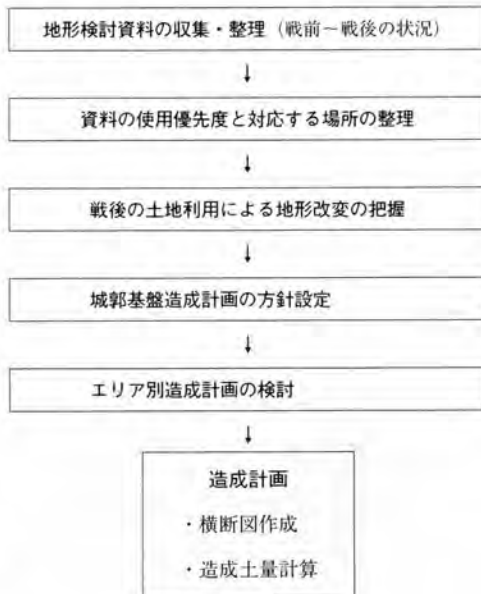 地形検討資料の収集・整理（戦前〜戦後の状況）
↓
資料の使用優先度と対応する場所の整理
↓
戦後の土地利用による地形改変の把握
↓
城郭基盤造成計画の方針設定
↓
エリア別造成計画の検討
↓
造成計画
・横断図作成
・造成土量計算